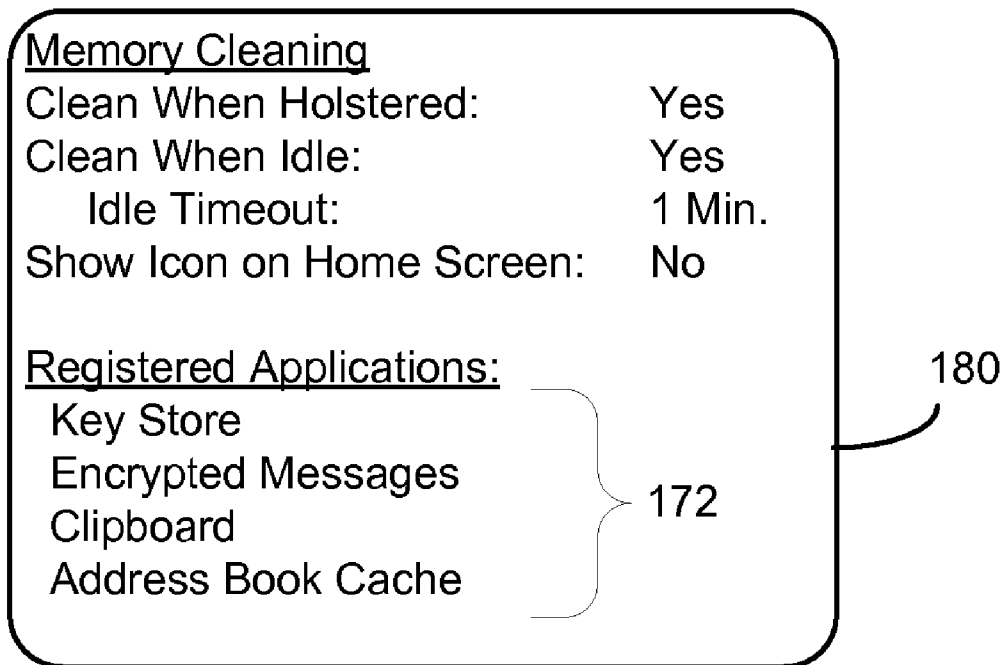 Memory Cleaning
Clean When Holstered: Yes
Clean When Idle: Yes
Idle Timeout: 1 Min.
Show Icon on Home Screen: No
Registered Applications:
Key Store
Encrypted Messages
Clipboard
Address Book Cache
172
180